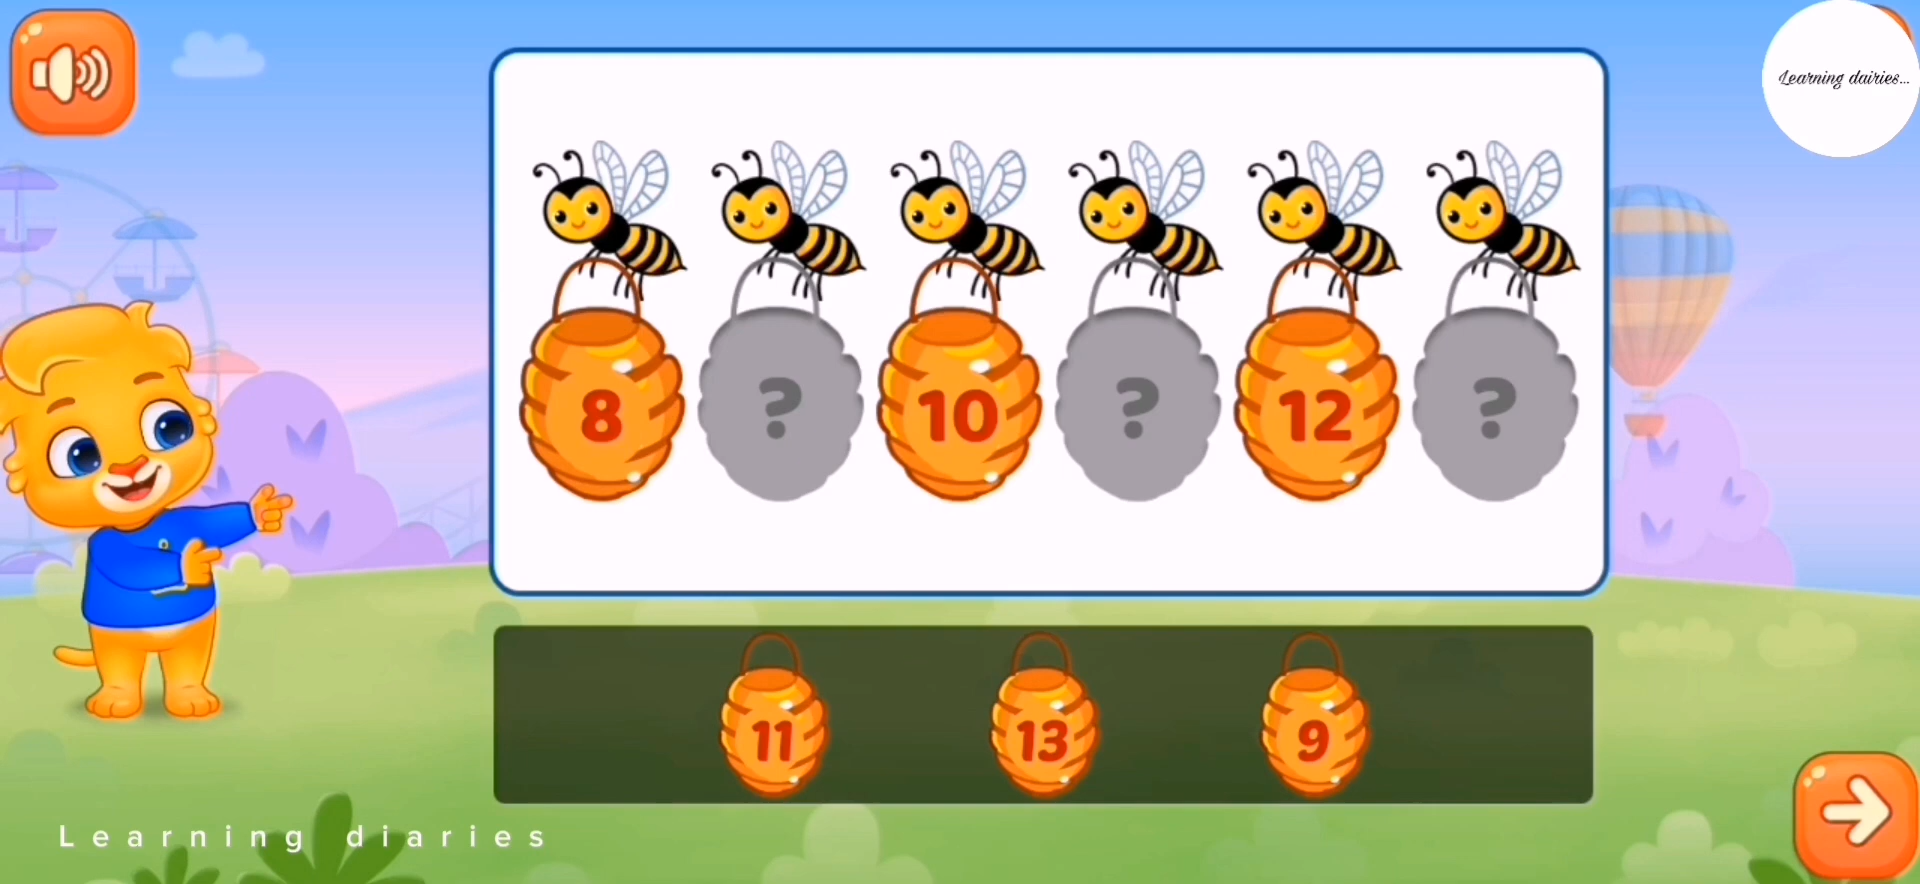 Learning dairies...
8 ? 10 ? 12 ?
11 13 9
Learning diaries